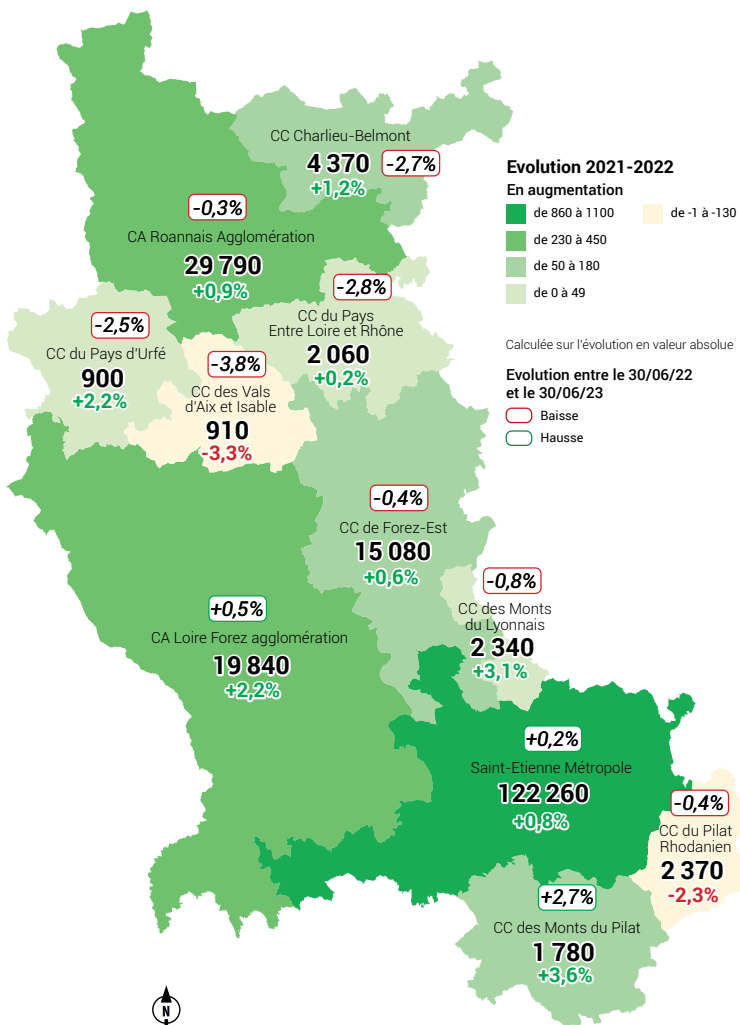 CC Charlieu-Belmont
4 370
-2,7%
+1,2%
Evolution 2021-2022
En augmentation
de 860 à 1100
de -1 à -130
de 230 à 450
de 50 à 180
de 0 à 49
Calculée sur l'évolution en valeur absolue
Evolution entre le 30/06/22
et le 30/06/23
Baisse
Hausse
-0,3%
CA Roannais Agglomération
29 790
+0,9%
-2,8%
CC du Pays
Entre Loire et Rhône
2 060
+0,2%
-2,5%
CC du Pays d'Urfé
900
+2,2%
-3,8%
CC des Vals
d'Aix et Isable
910
-3,3%
-0,4%
CC de Forez-Est
15 080
+0,6%
-0,8%
CC des Monts
du Lyonnais
2 340
+3,1%
+0,5%
CA Loire Forez agglomération
19 840
+2,2%
+0,2%
Saint-Etienne Métropole
122 260
+0,8%
-0,4%
CC du Pilat
Rhodanien
2 370
-2,3%
+2,7%
CC des Monts du Pilat
1 780
+3,6%
N